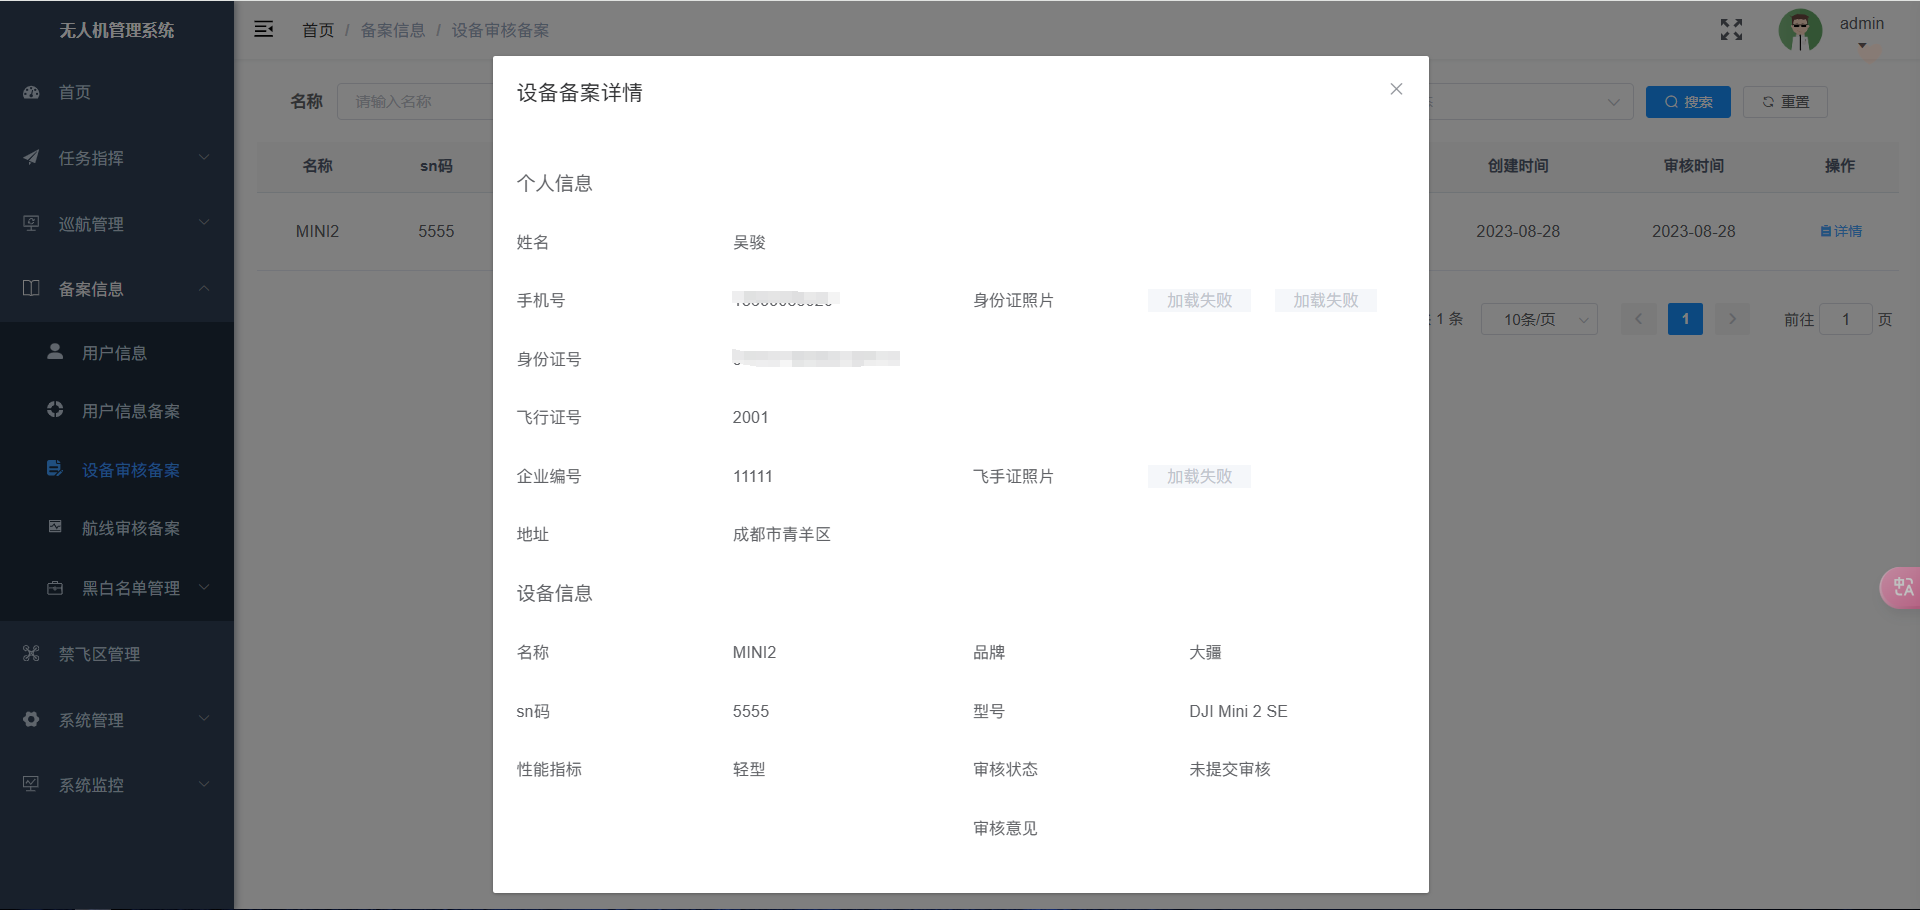 无人机管理系统
首页 / 备案信息 / 设备审核备案
admin
首页
任务指挥
巡航管理
备案信息
用户信息
用户信息备案
设备审核备案
航线审核备案
黑白名单管理
禁飞区管理
系统管理
系统监控
名称 请输入名称
搜索 重置
名称 sn码 创建时间 审核时间 操作
MINI2 5555 2023-08-28 2023-08-28 详情
1 条 10条/页 1 前往 1 页
设备备案详情
个人信息
姓名 吴骏
手机号 身份证照片 加载失败 加载失败
身份证号
飞行证号 2001
企业编号 11111 飞手证照片 加载失败
地址 成都市青羊区
设备信息
名称 MINI2 品牌 大疆
sn码 5555 型号 DJI Mini 2 SE
性能指标 轻型 审核状态 未提交审核
审核意见
中A